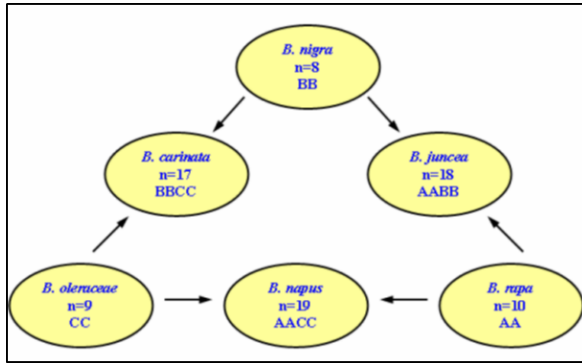 B. nigra
n=8
BB
B. carinata
n=17
BBCC
B. juncea
n=18
AABB
B. oleraceae
n=9
CC
B. napus
n=19
AACC
B. rapa
n=10
AA